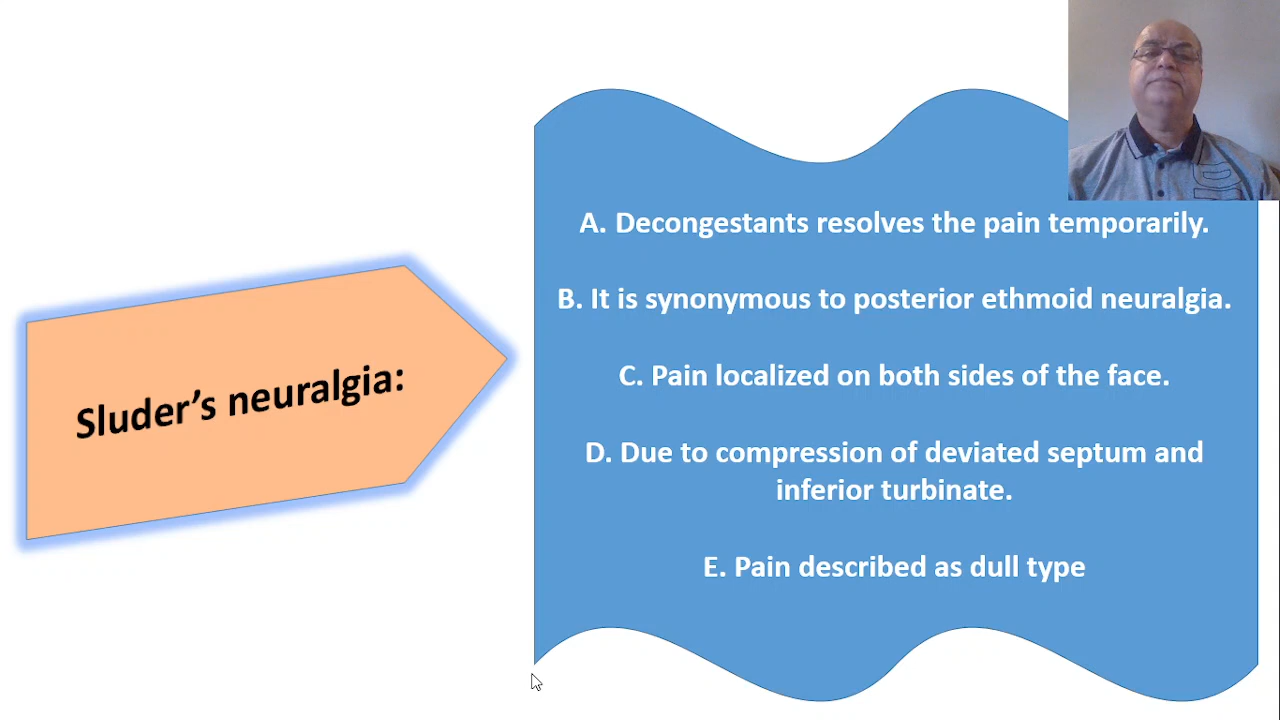 Sluder’s neuralgia:
A. Decongestants resolves the pain temporarily.
B. It is synonymous to posterior ethmoid neuralgia.
C. Pain localized on both sides of the face.
D. Due to compression of deviated septum and
inferior turbinate.
E. Pain described as dull type